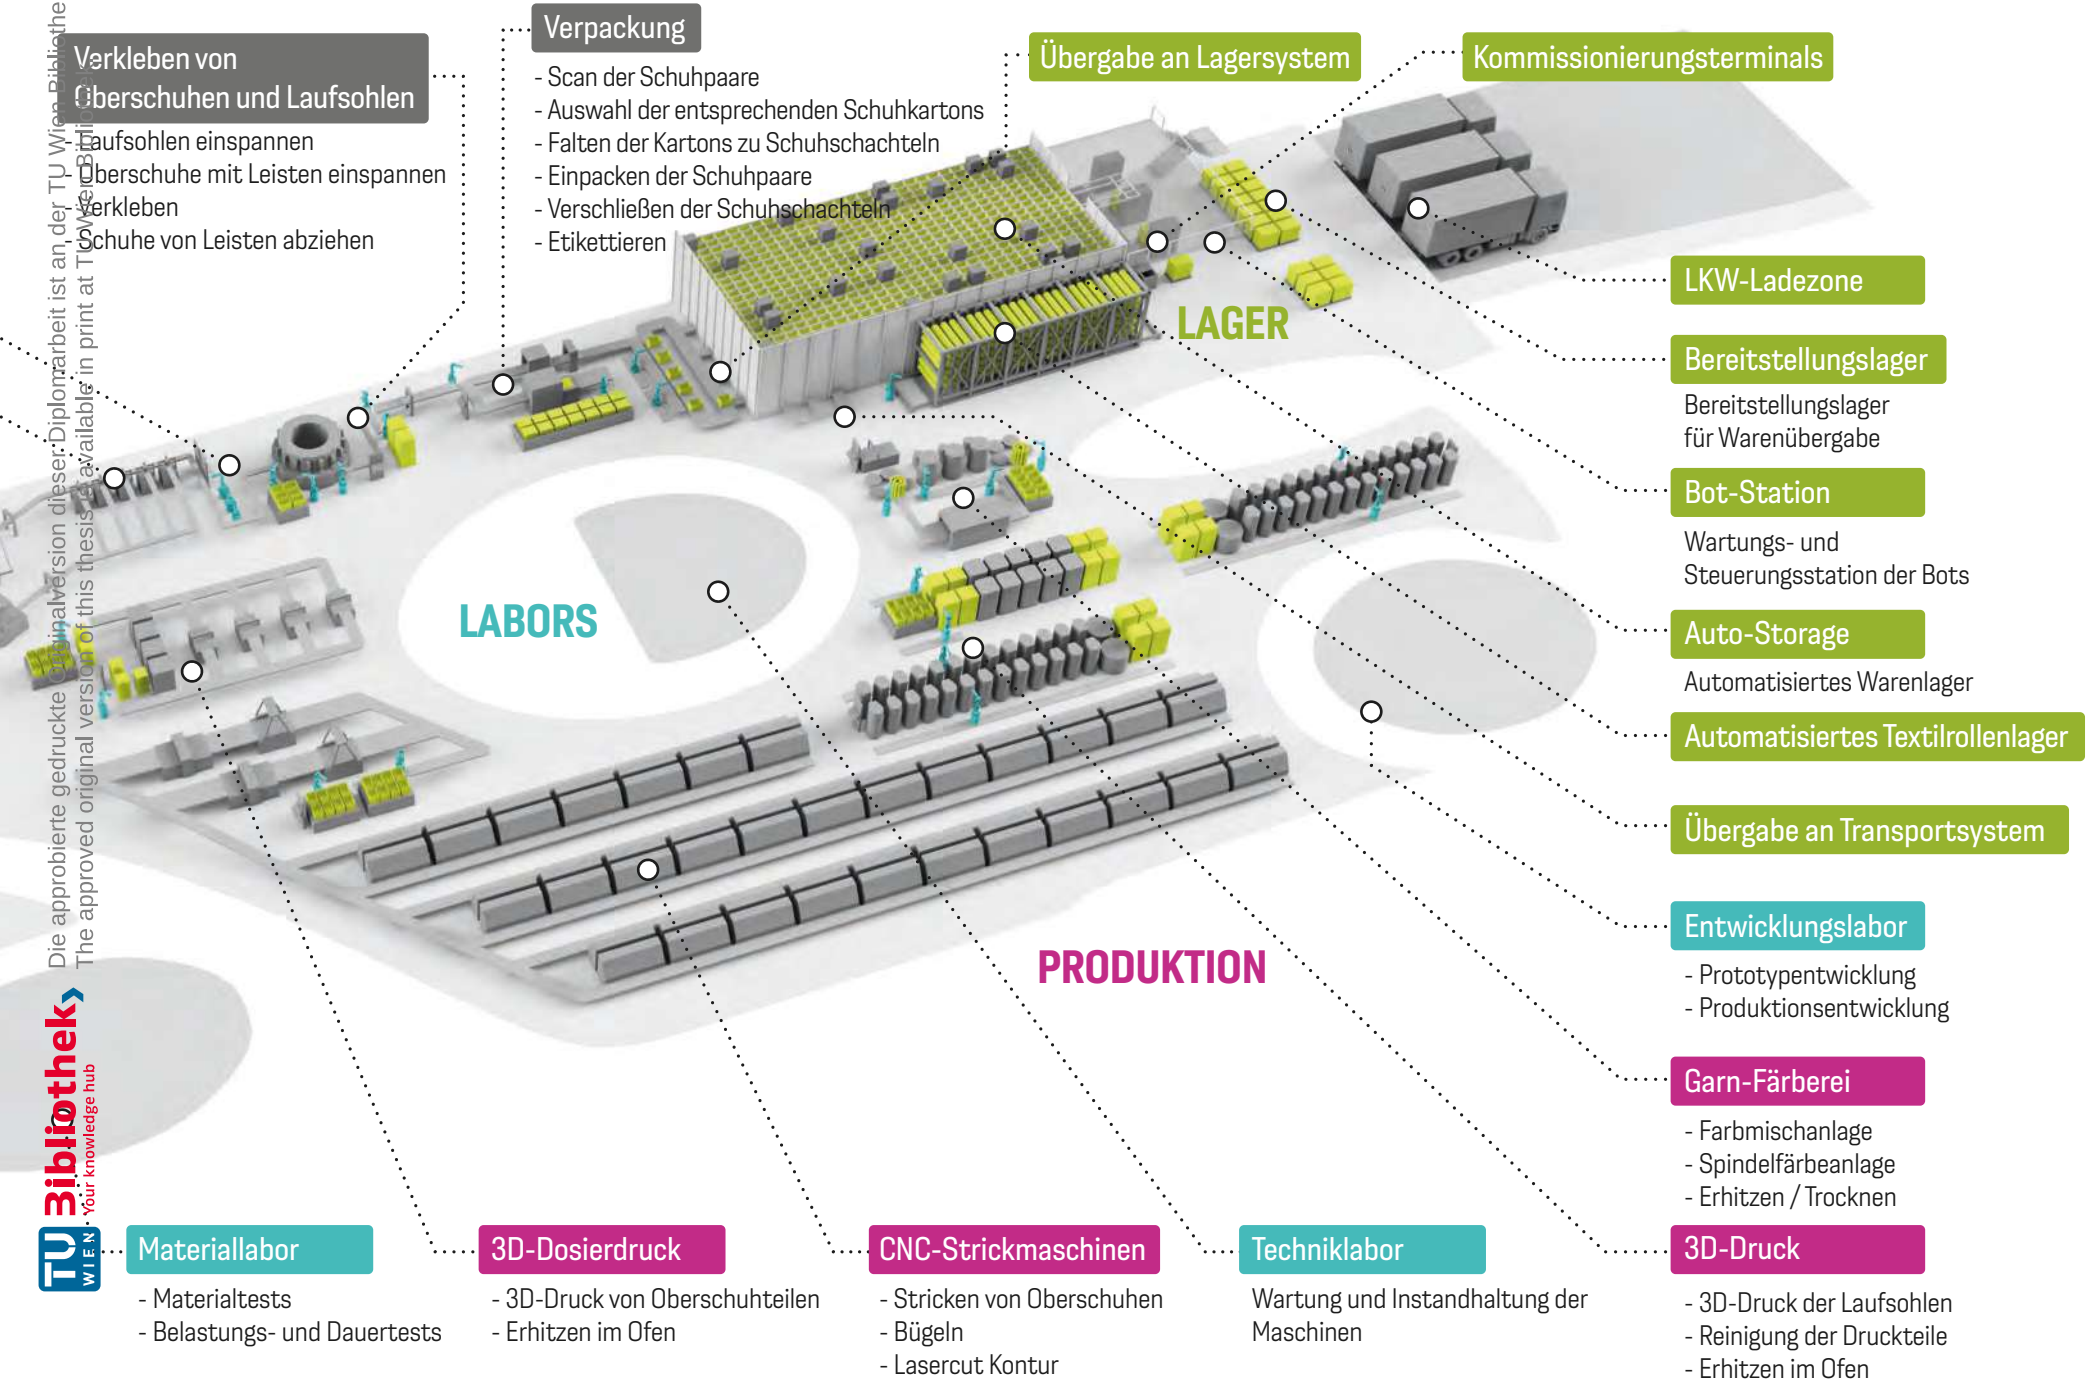 Verkleben von
Überschuhen und Laufsohlen
- Laufsohlen einspannen
- Überschuhe mit Leisten einspannen
- Verkleben
- Schuhe von Leisten abziehen
Verpackung
- Scan der Schuhpaare
- Auswahl der entsprechenden Schuhkartons
- Falten der Kartons zu Schuhschachteln
- Einpacken der Schuhpaare
- Verschließen der Schuhschachteln
- Etikettieren
Übergabe an Lagersystem
Kommissionierungsterminals
LKW-Ladezone
LAGER
Bereitstellungslager
Bereitstellungslager
für Warenübergabe
Bot-Station
Wartungs- und
Steuerungsstation der Bots
LABORS
Auto-Storage
Automatisiertes Warenlager
Automatisiertes Textilrollenlager
Übergabe an Transportsystem
Entwicklungslabor
- Prototypentwicklung
- Produktionsentwicklung
PRODUKTION
Garn-Färberei
- Farbmischanlage
- Spindelfärbeanlage
- Erhitzen / Trocknen
Materiallabor
- Materialtests
- Belastungs- und Dauertests
3D-Dosierdruck
- 3D-Druck von Oberschuhteilen
- Erhitzen im Ofen
CNC-Strickmaschinen
- Stricken von Oberschuhen
- Bügeln
- Lasercut Kontur
Techniklabor
Wartung und Instandhaltung der
Maschinen
3D-Druck
- 3D-Druck der Laufsohlen
- Reinigung der Druckteile
- Erhitzen im Ofen
Die approbierte gedruckte Originalversion dieser Diplomarbeit ist an der TU Wien Bibliothe
The approved original version of this thesis is available in print at TU Wien Bibliothek.
TU WIEN
Bibliothek
Your knowledge hub